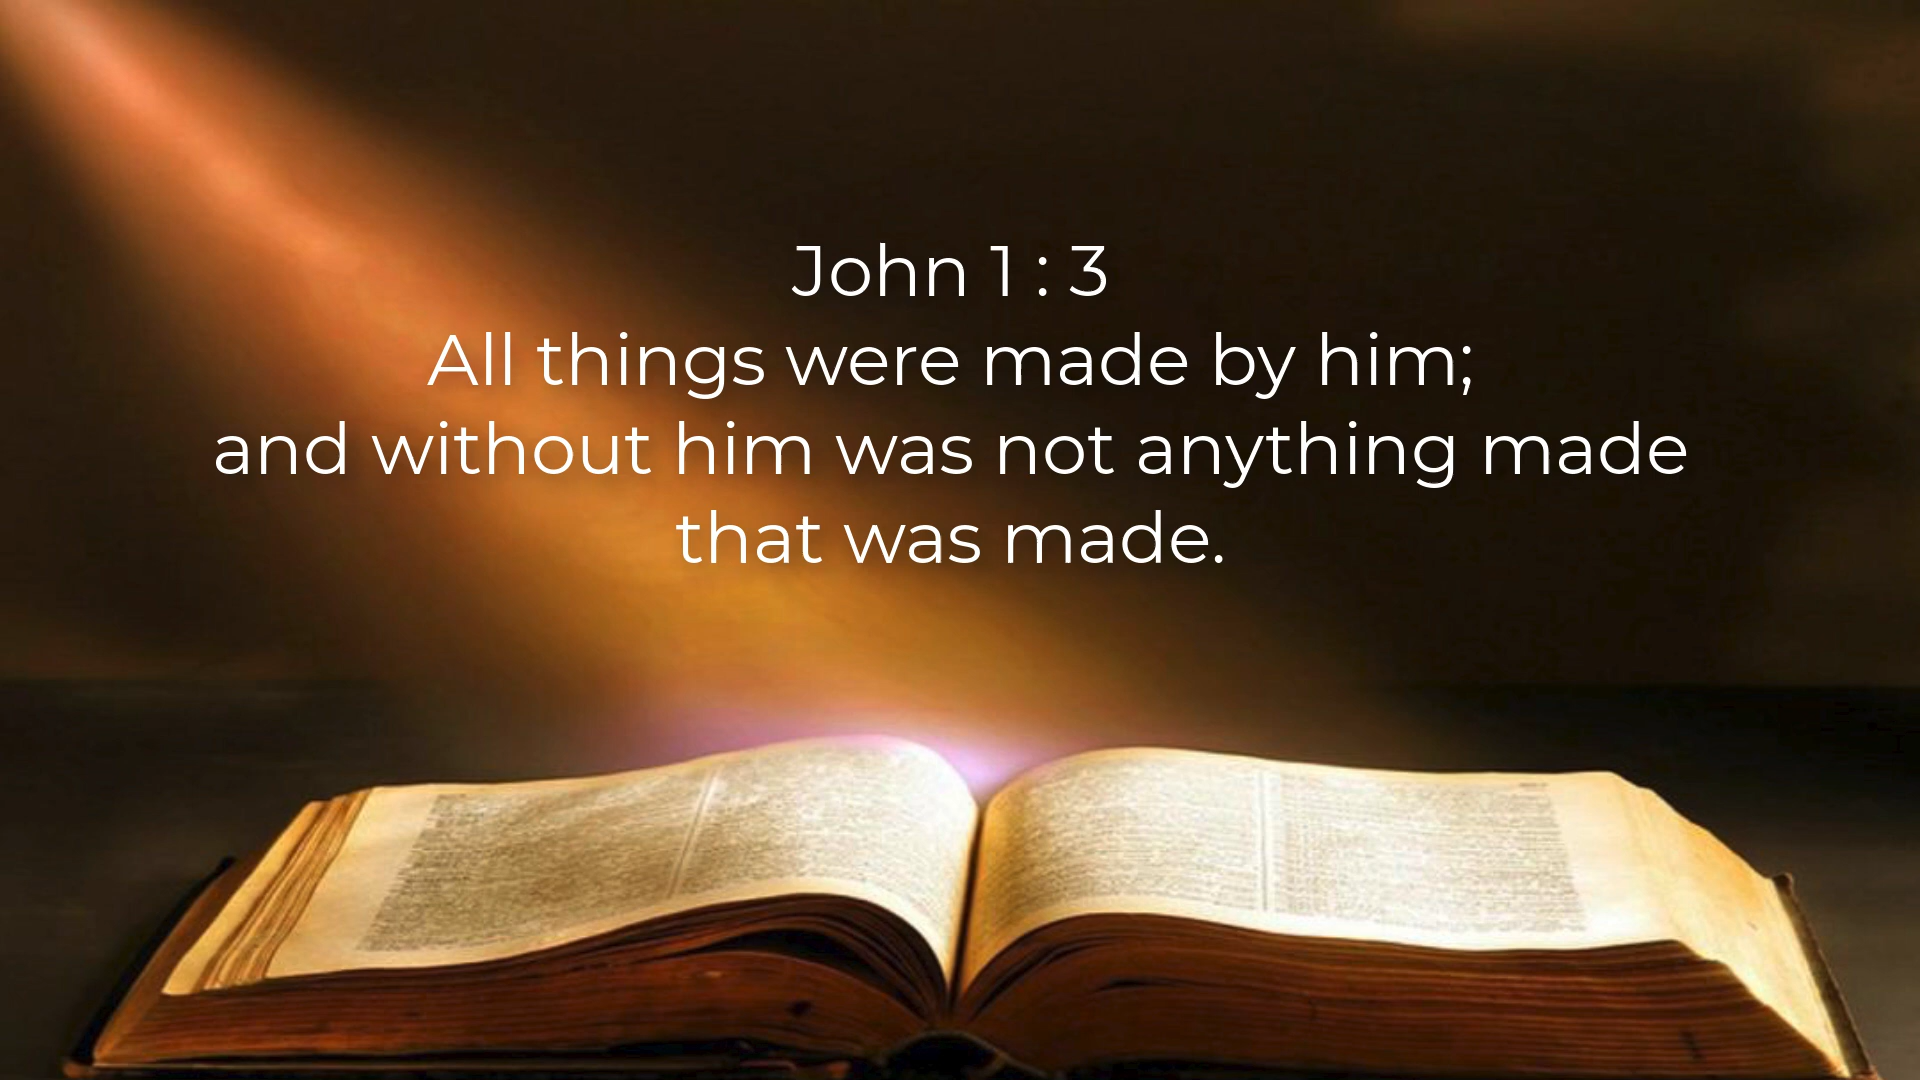 John 1 : 3
All things were made by him;
and without him was not anything made
that was made.